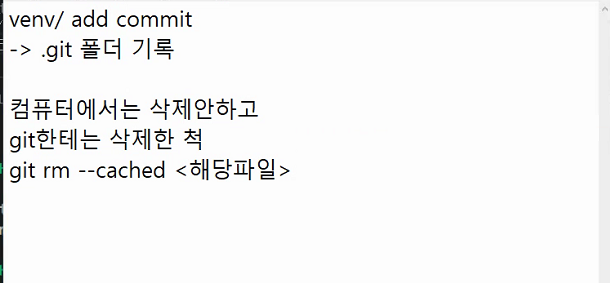 venv/ add commit
-> .git 폴더 기록
컴퓨터에서는 삭제안하고
git한테는 삭제한 척
git rm --cached <해당파일>